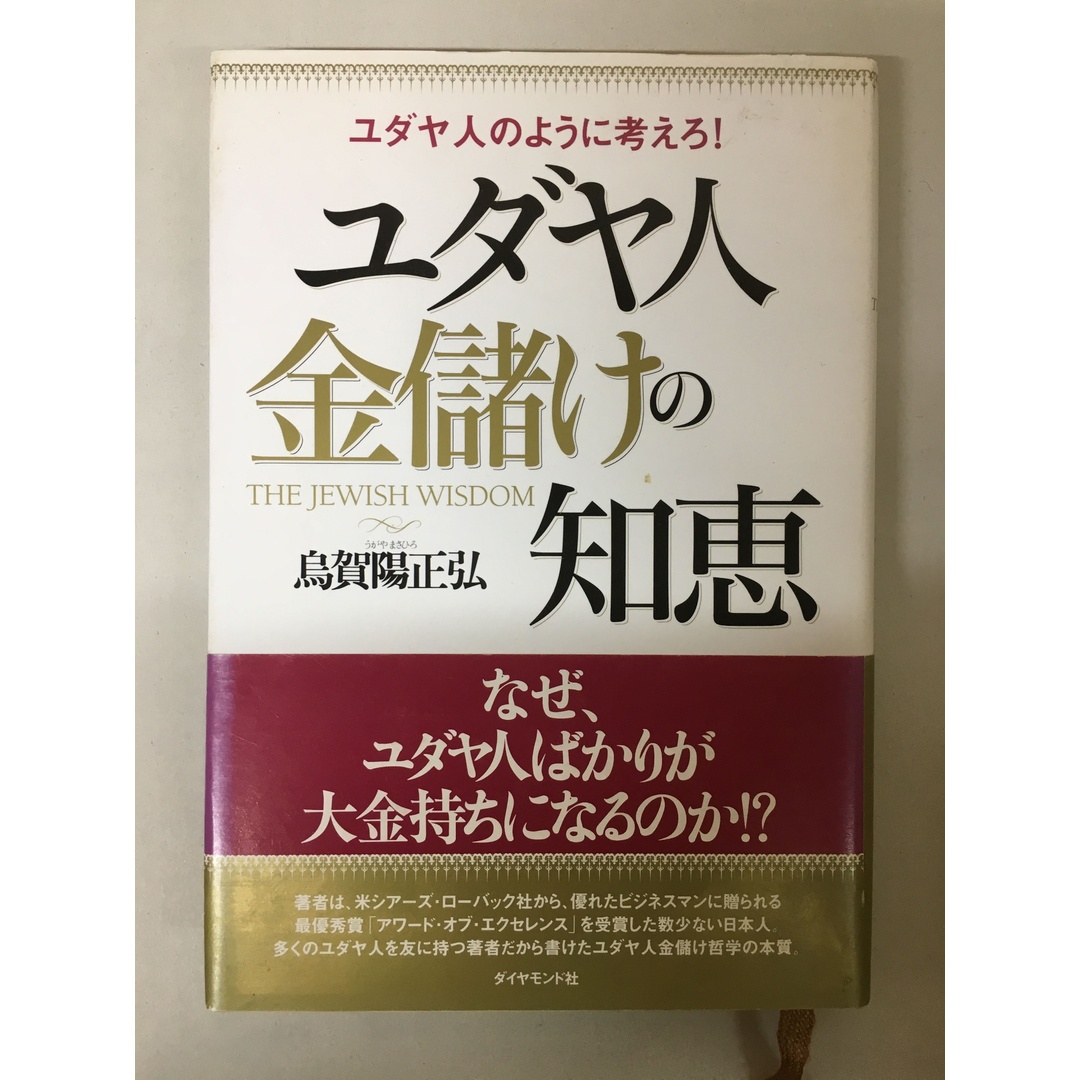 ユダヤ人のように考えろ!
ユダヤ人
金儲けの
THE JEWISH WISDOM
知恵
うがやまさひろ
烏賀陽正弘
なぜ、
ユダヤ人ばかりが
大金持ちになるのか!?
著者は、米シアーズ・ローバック社から、優れたビジネスマンに贈られる
最優秀賞「アワード・オブ・エクセレンス」を受賞した数少ない日本人。
多くのユダヤ人を友に持つ著者だから書けたユダヤ人金儲け哲学の本質。
ダイヤモンド社